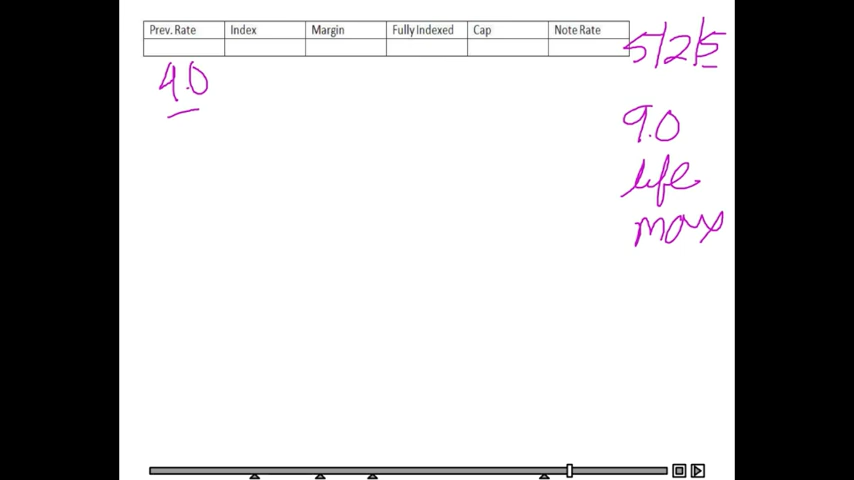 Prev. Rate Index Margin Fully Indexed Cap Note Rate
5/2/5
4.0
9.0
life
max